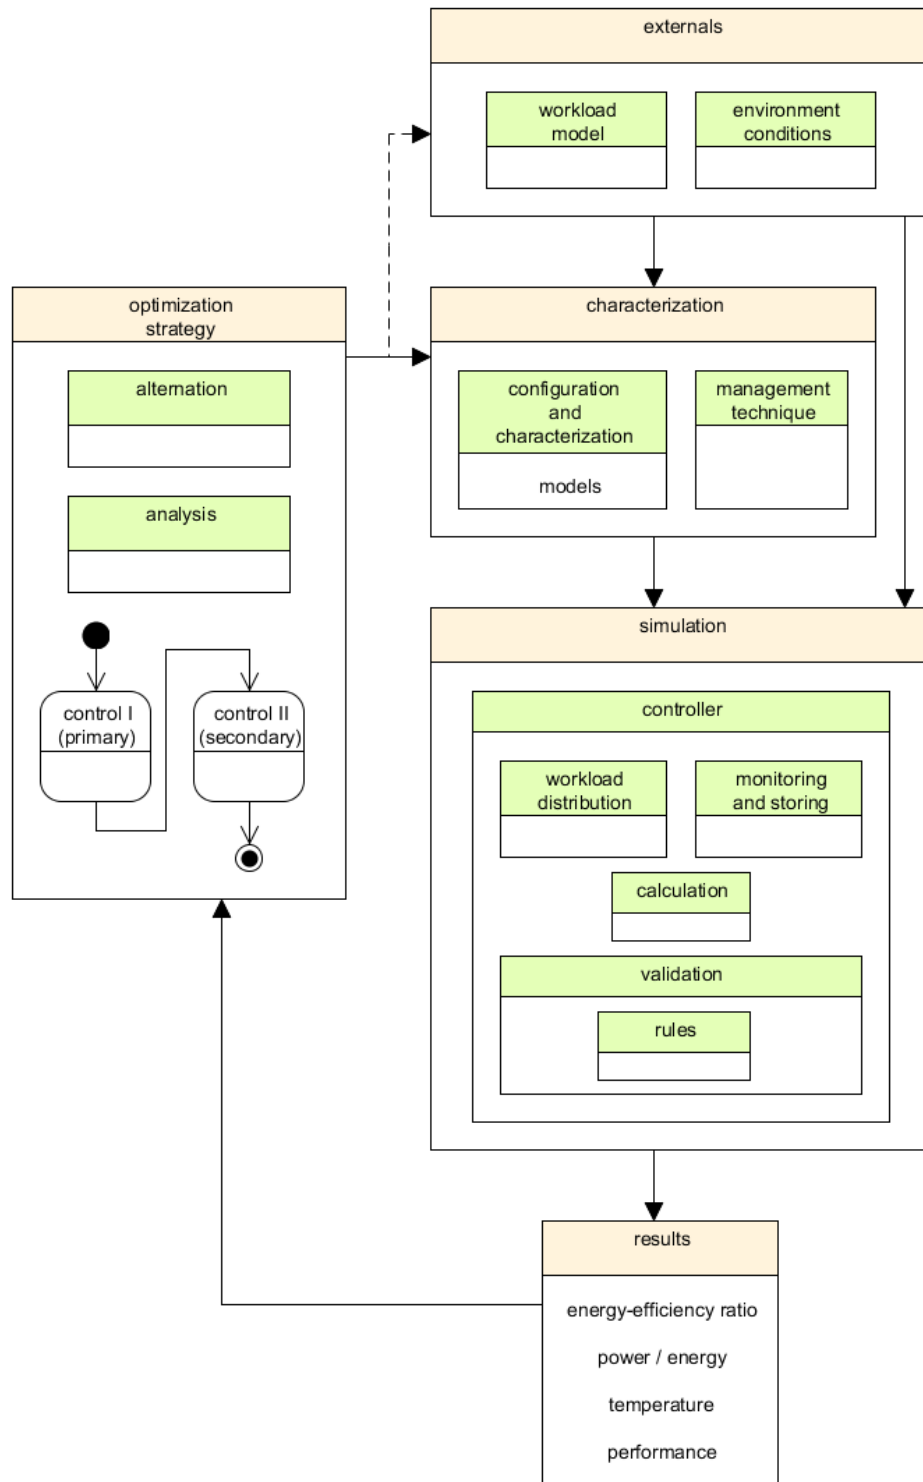 externals
workload
model
environment
conditions
optimization
strategy
alternation
analysis
control I
(primary)
control II
(secondary)
characterization
configuration
and
characterization
models
management
technique
simulation
controller
workload
distribution
monitoring
and storing
calculation
validation
rules
results
energy-efficiency ratio
power / energy
temperature
performance